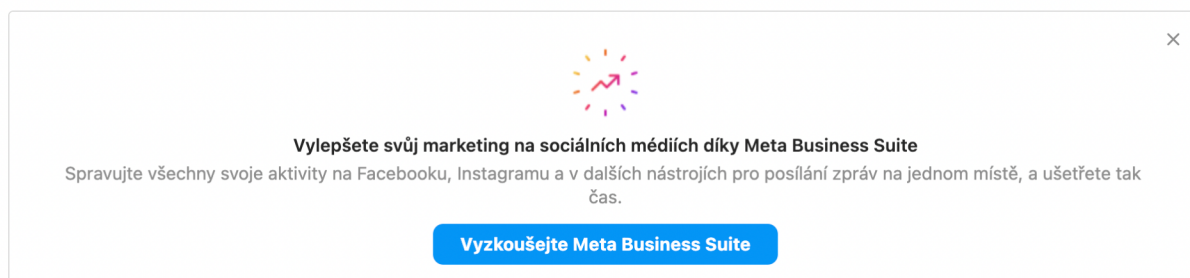 Vylepšete svůj marketing na sociálních médiích díky Meta Business Suite
Spravujte všechny svoje aktivity na Facebooku, Instagramu a v dalších nástrojích pro posílání zpráv na jednom místě, a ušetřete tak
čas.
Vyzkoušejte Meta Business Suite